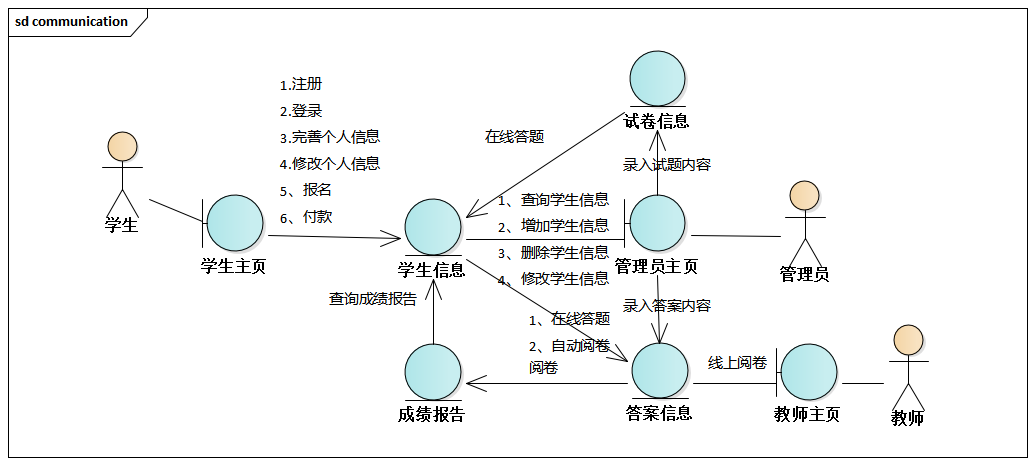 sd communication
1.注册
2.登录
3.完善个人信息
4.修改个人信息
5、报名
6、付款
学生
学生主页
在线答题
试卷信息
录入试题内容
1、查询学生信息
2、增加学生信息
3、删除学生信息
4、修改学生信息
学生信息
管理员主页
管理员
查询成绩报告
录入答案内容
1、在线答题
2、自动阅卷
阅卷
线上阅卷
成绩报告
答案信息
教师主页
教师